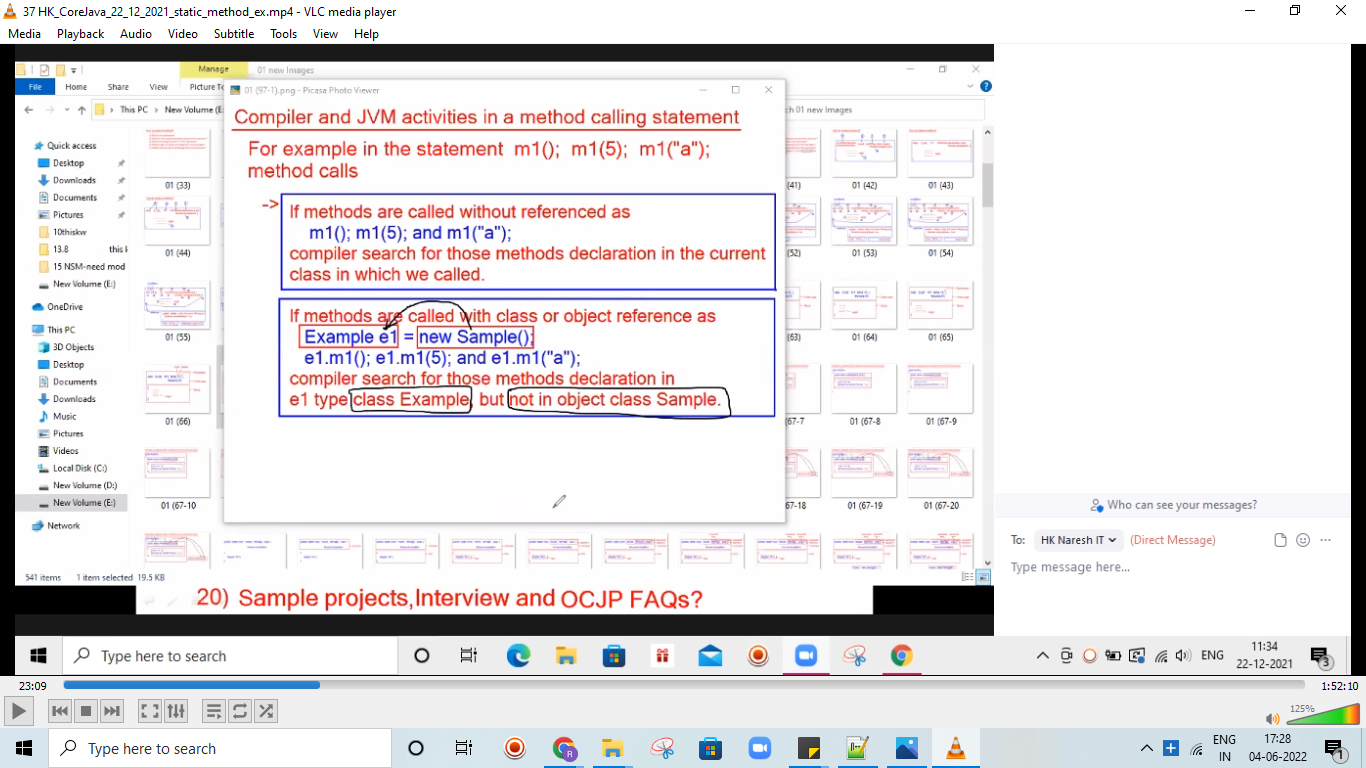 37 HK_CoreJava_22_12_2021_static_method_ex.mp4 - VLC media player
Media Playback Audio Video Subtitle Tools View Help
Manage 01 new Images
File Home Share View Picture To
This PC New Volume (E: ch 01 new Images
01 (97-1).png - Picasa Photo Viewer
Quick access
Desktop
Downloads
Documents
Pictures
10thiskw
13.8 this k
15 NSM-need mod
New Volume (E:)
OneDrive
This PC
3D Objects
Desktop
Documents
Downloads
Music
Pictures
Videos
Local Disk (C:)
New Volume (D:)
New Volume (E:)
Network
01 (33)
01 (44)
01 (55)
01 (66)
01 (67-10
Compiler and JVM activities in a method calling statement
For example in the statement m1(); m1(5); m1("a");
method calls
->
If methods are called without referenced as
m1(); m1(5); and m1("a");
compiler search for those methods declaration in the current
class in which we called.
If methods are called with class or object reference as
Example e1 = new Sample();
e1.m1(); e1.m1(5); and e1.m1("a");
compiler search for those methods declaration in
e1 type class Example, but not in object class Sample.
(41) 01 (42) 01 (43)
(52) 01 (53) 01 (54)
(63) 01 (64) 01 (65)
67-7 01 (67-8 01 (67-9
67-18 01 (67-19 01 (67-20
541 items 1 item selected 19.5 KB
20) Sample projects,Interview and OCJP FAQs?
Who can see your messages?
To: HK Naresh IT (Direct Message)
Type message here...
Type here to search
ENG
11:34
22-12-2021
3
23:09
1:52:10
125%
Type here to search
R
ENG
IN
17:28
04-06-2022
1